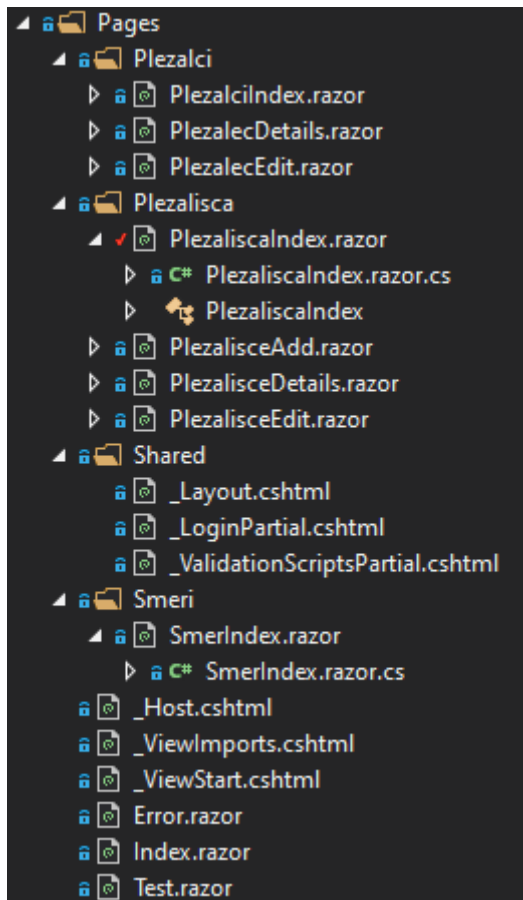 Pages
Plezalci
PlezalciIndex.razor
PlezalecDetails.razor
PlezalecEdit.razor
Plezalisca
PlezaliscaIndex.razor
C# PlezaliscaIndex.razor.cs
PlezaliscaIndex
PlezalisceAdd.razor
PlezalisceDetails.razor
PlezalisceEdit.razor
Shared
_Layout.cshtml
_LoginPartial.cshtml
_ValidationScriptsPartial.cshtml
Smeri
SmerIndex.razor
C# SmerIndex.razor.cs
_Host.cshtml
_ViewImports.cshtml
_ViewStart.cshtml
Error.razor
Index.razor
Test.razor